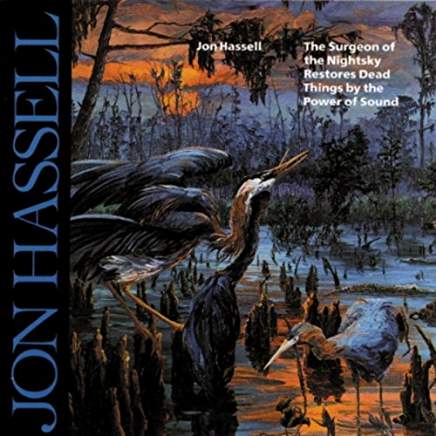 JON HASSELL
Jon Hassell
The Surgeon of
the Nightsky
Restores Dead
Things by the
Power of Sound